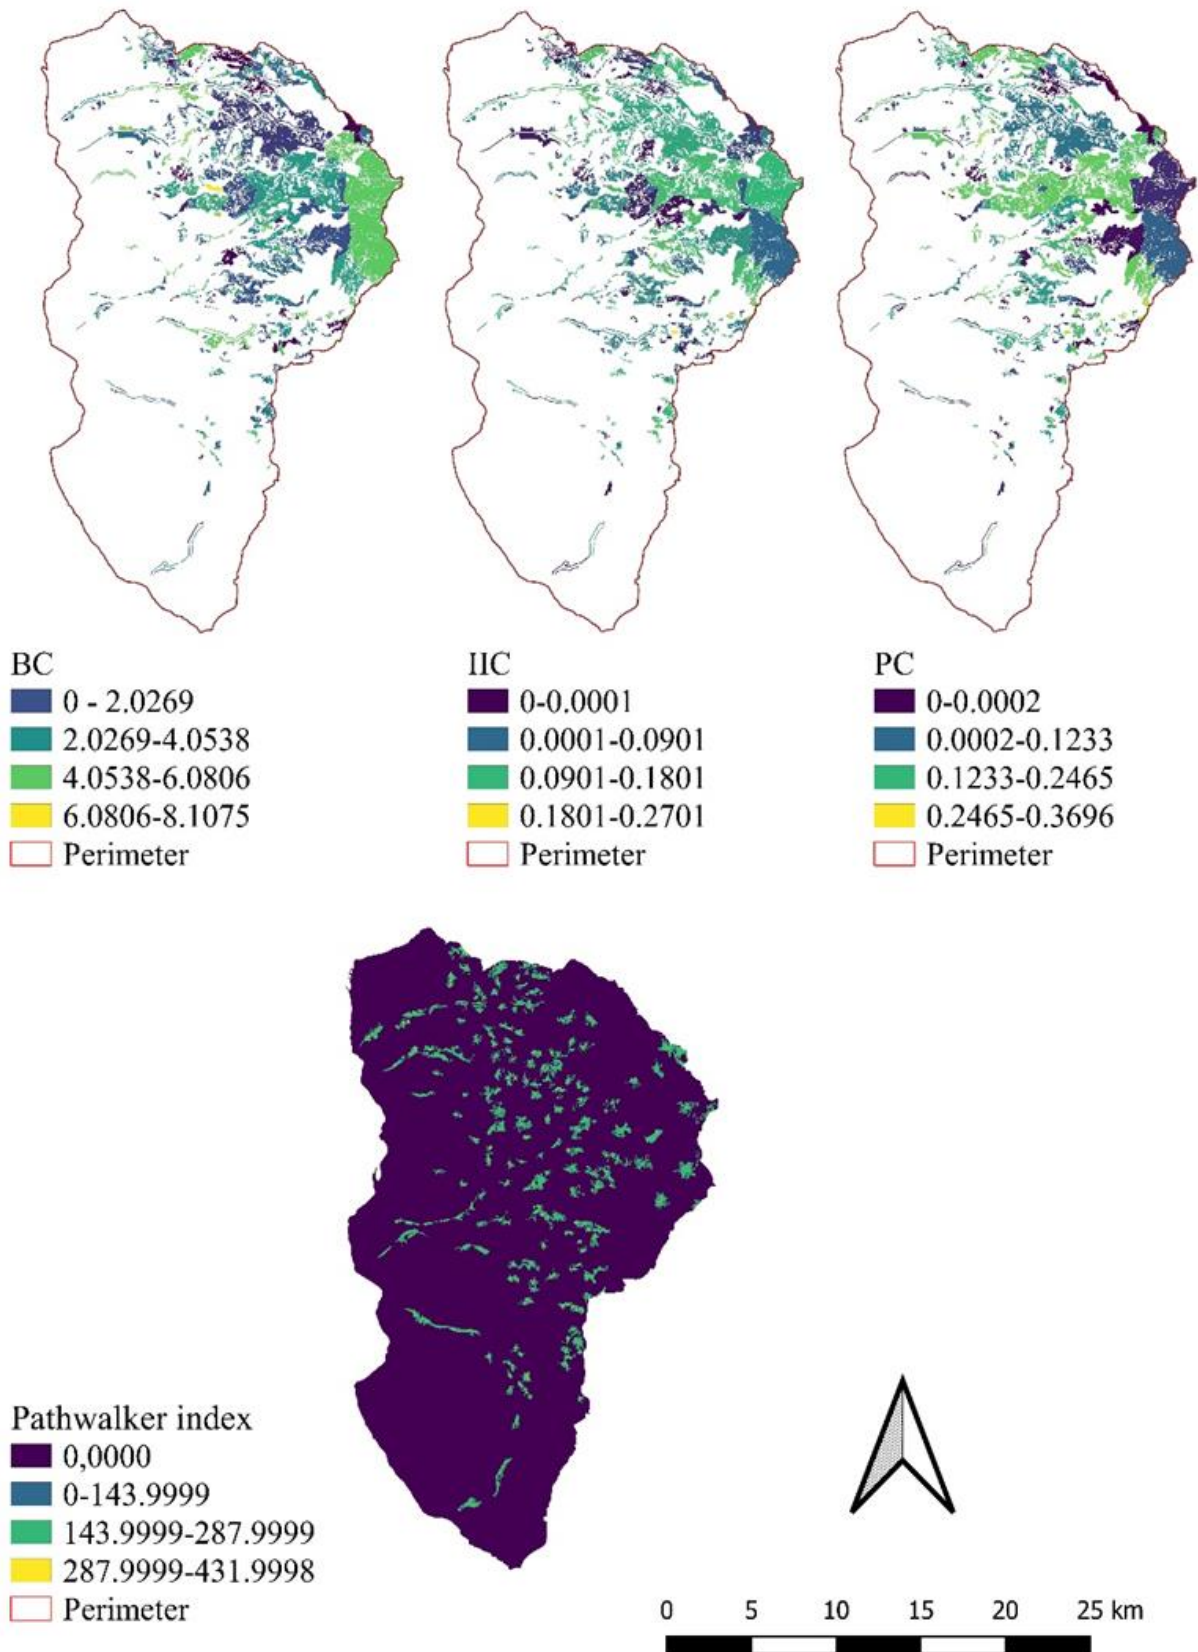 BC
0 - 2.0269
2.0269-4.0538
4.0538-6.0806
6.0806-8.1075
Perimeter
IIC
0-0.0001
0.0001-0.0901
0.0901-0.1801
0.1801-0.2701
Perimeter
PC
0-0.0002
0.0002-0.1233
0.1233-0.2465
0.2465-0.3696
Perimeter
Pathwalker index
0,0000
0-143.9999
143.9999-287.9999
287.9999-431.9998
Perimeter
0 5 10 15 20 25 km